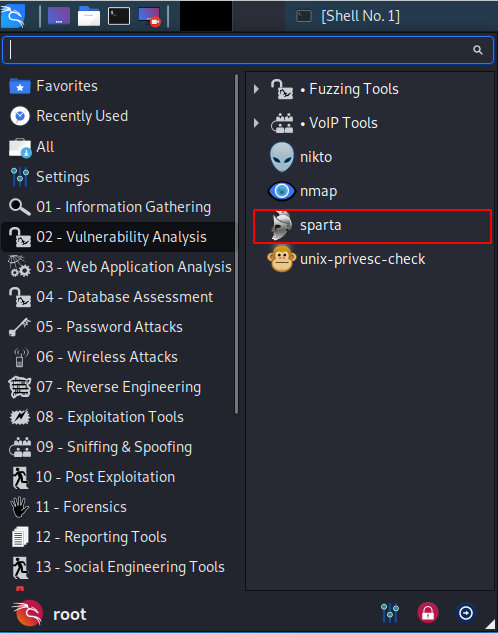 [Shell No. 1]
Favorites
Recently Used
All
Settings
01 - Information Gathering
02 - Vulnerability Analysis
03 - Web Application Analysis
04 - Database Assessment
05 - Password Attacks
06 - Wireless Attacks
07 - Reverse Engineering
08 - Exploitation Tools
09 - Sniffing & Spoofing
10 - Post Exploitation
11 - Forensics
12 - Reporting Tools
13 - Social Engineering Tools
• Fuzzing Tools
• VoIP Tools
nikto
nmap
sparta
unix-privesc-check
root